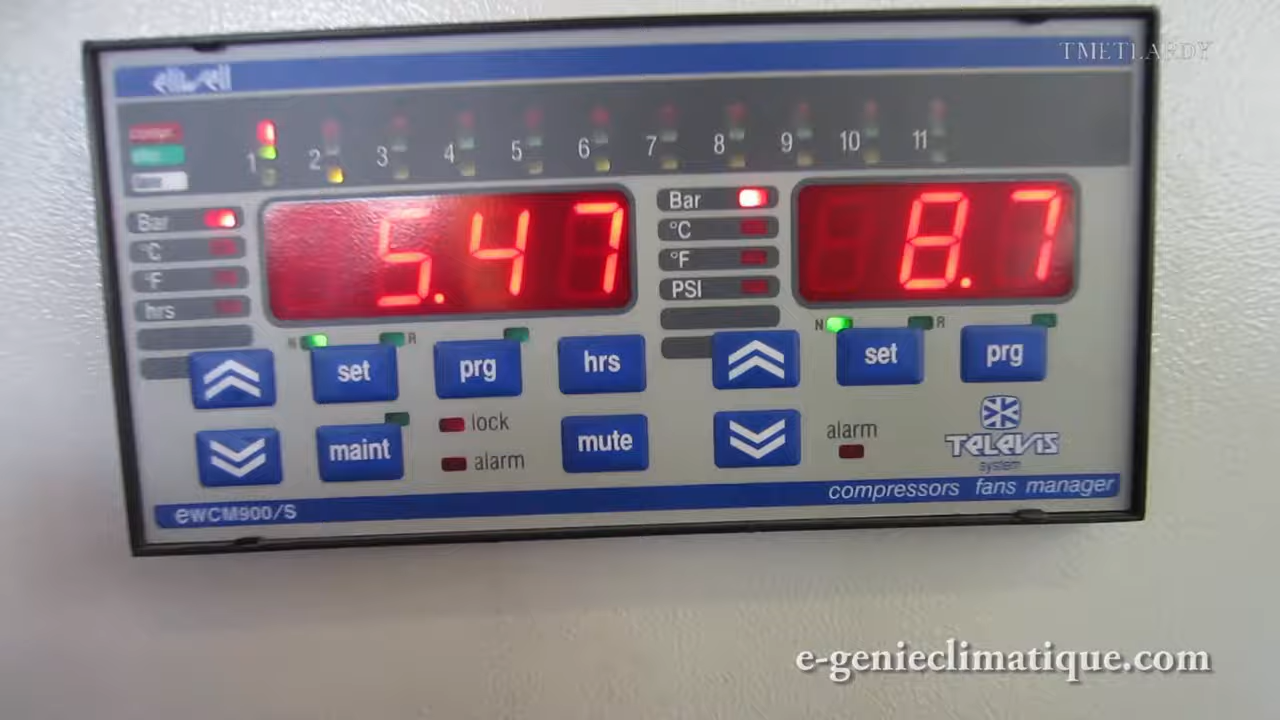 TMETLARDY
eliwell
compr.
1 2 3 4 5 6 7 8 9 10 11
Bar
°C
°F
hrs
5.47
Bar
°C
°F
PSI
8.7
N R
N R
set prg hrs
set prg
maint
lock
alarm
mute
alarm
TELEVIS
system
compressors fans manager
eWCM900/S
e-genieclimatique.com